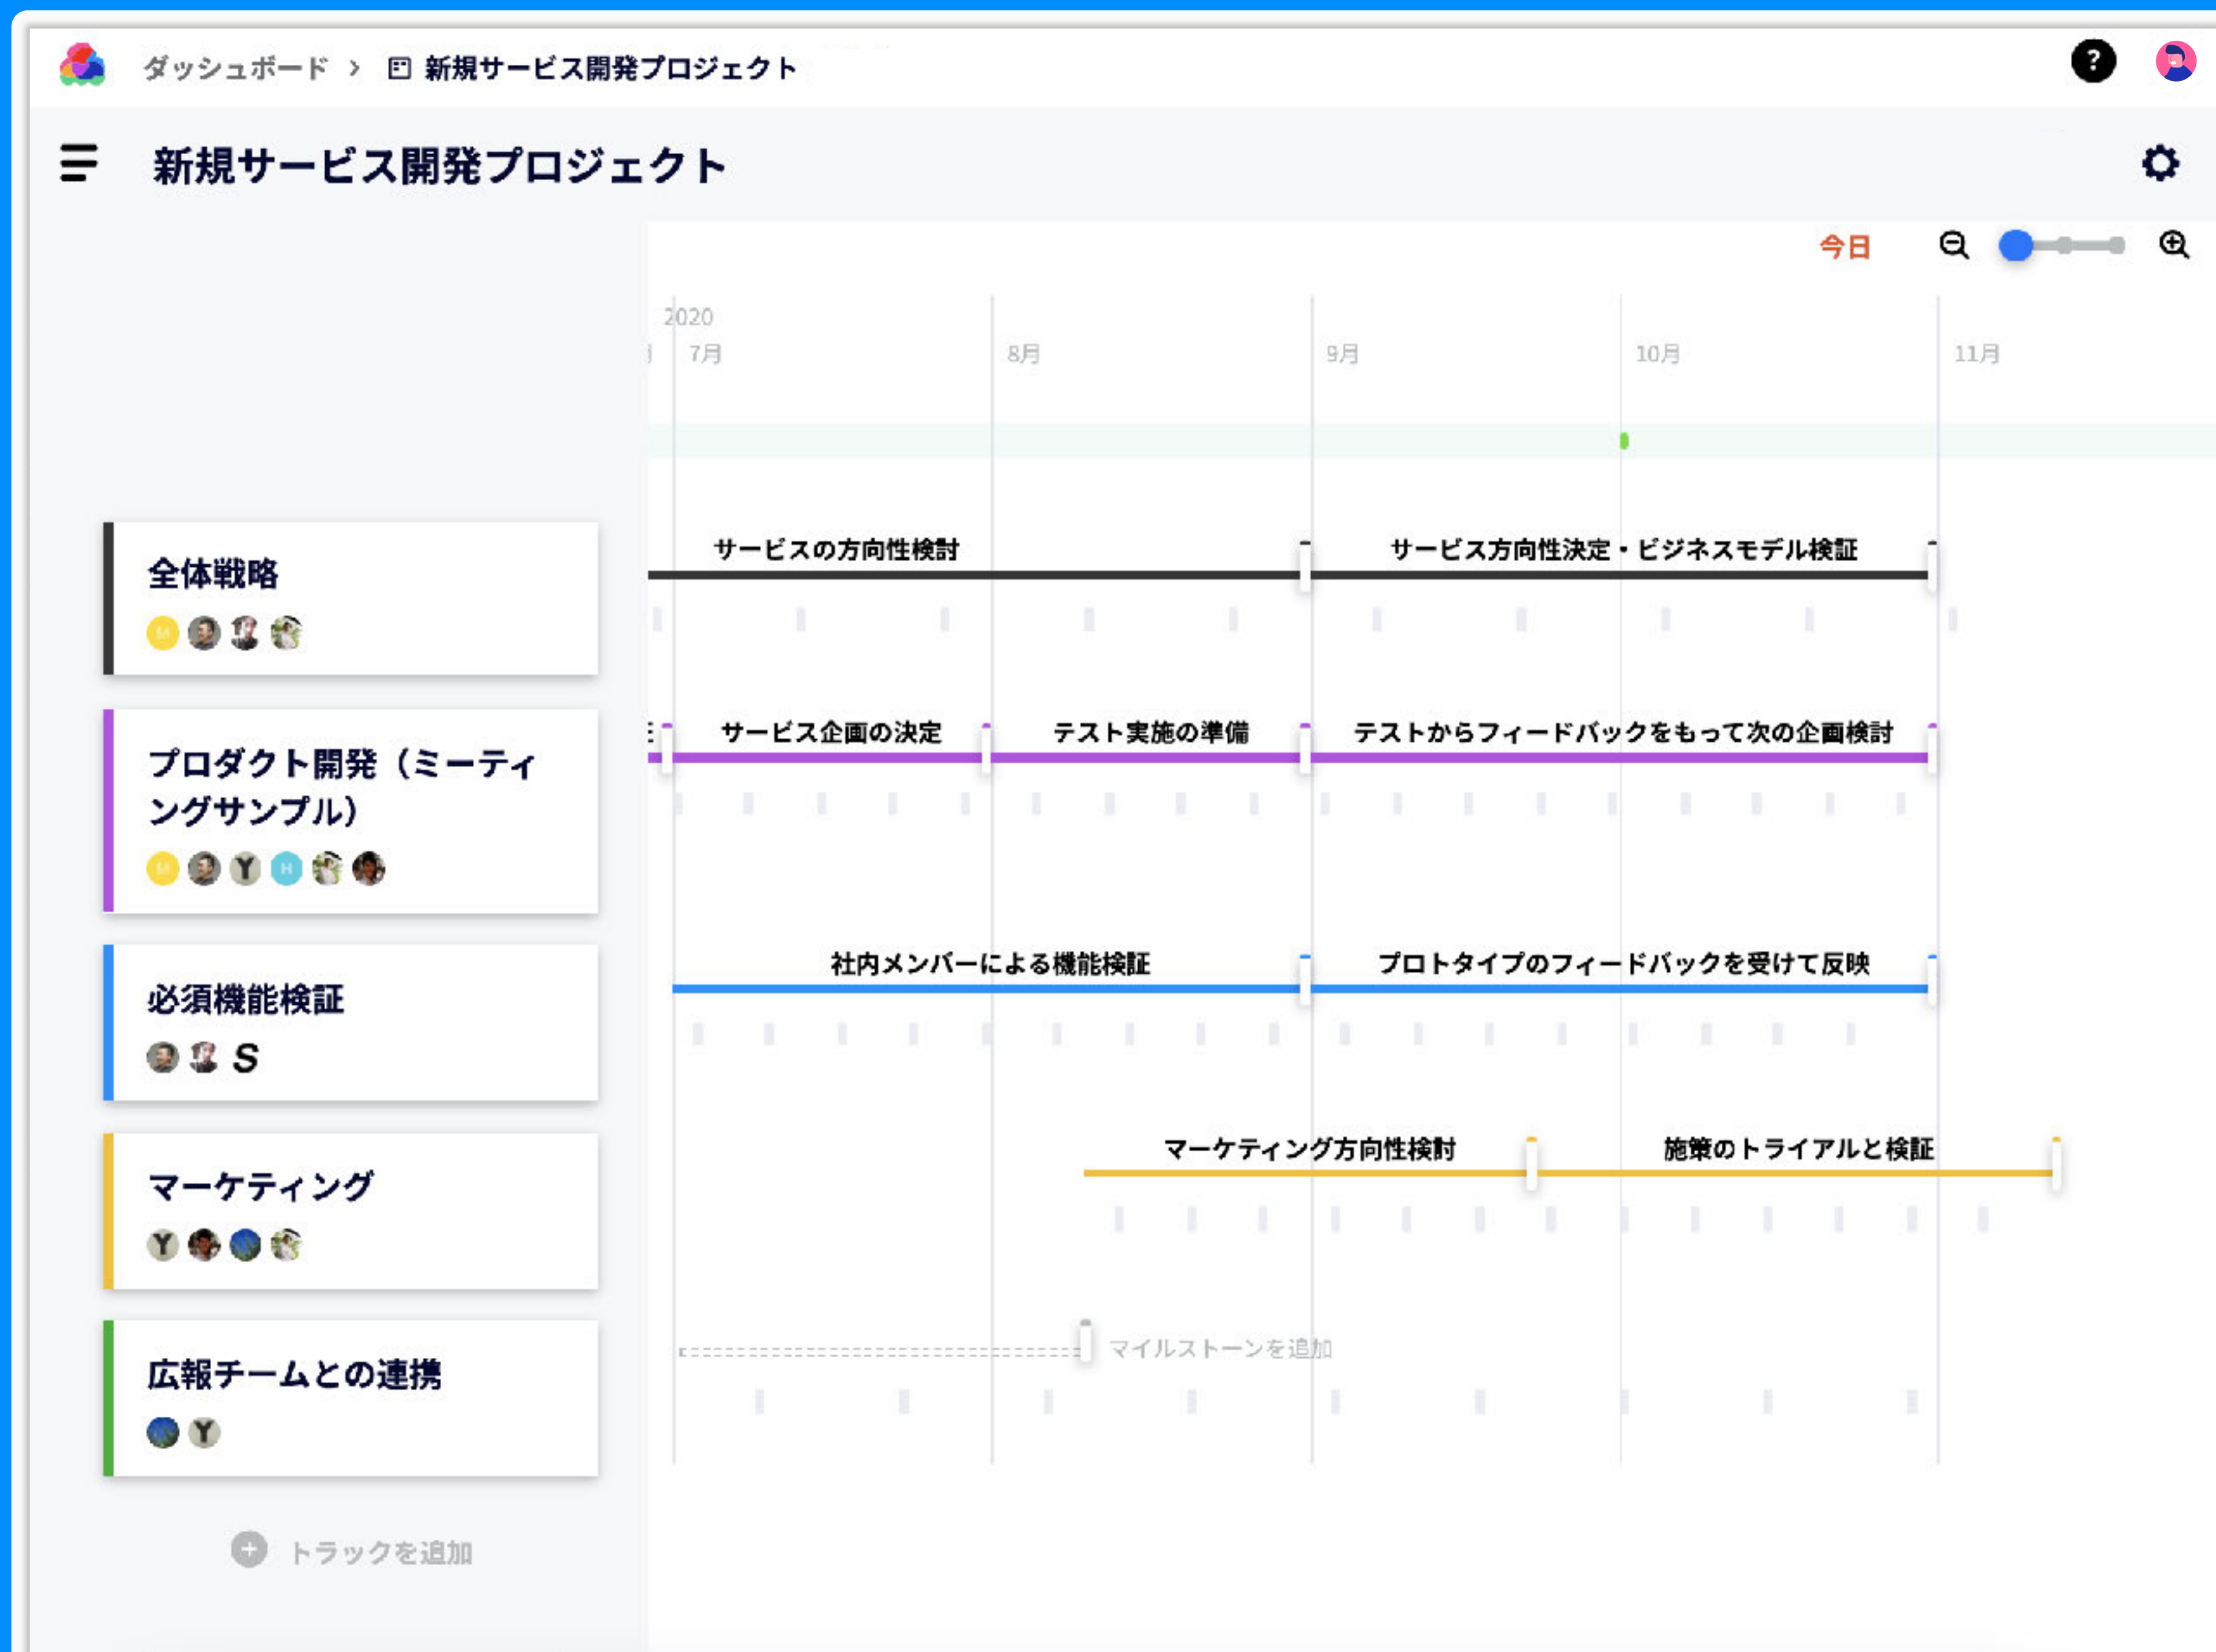 ダッシュボード > 新規サービス開発プロジェクト
?
新規サービス開発プロジェクト
今日
2020
7月 8月 9月 10月 11月
サービスの方向性検討 サービス方向性決定・ビジネスモデル検証
全体戦略
M
サービス企画の決定 テスト実施の準備 テストからフィードバックをもって次の企画検討
プロダクト開発（ミーティ
ングサンプル）
M Y H
社内メンバーによる機能検証 プロトタイプのフィードバックを受けて反映
必須機能検証
S
マーケティング方向性検討 施策のトライアルと検証
マーケティング
Y
マイルストーンを追加
広報チームとの連携
Y
トラックを追加